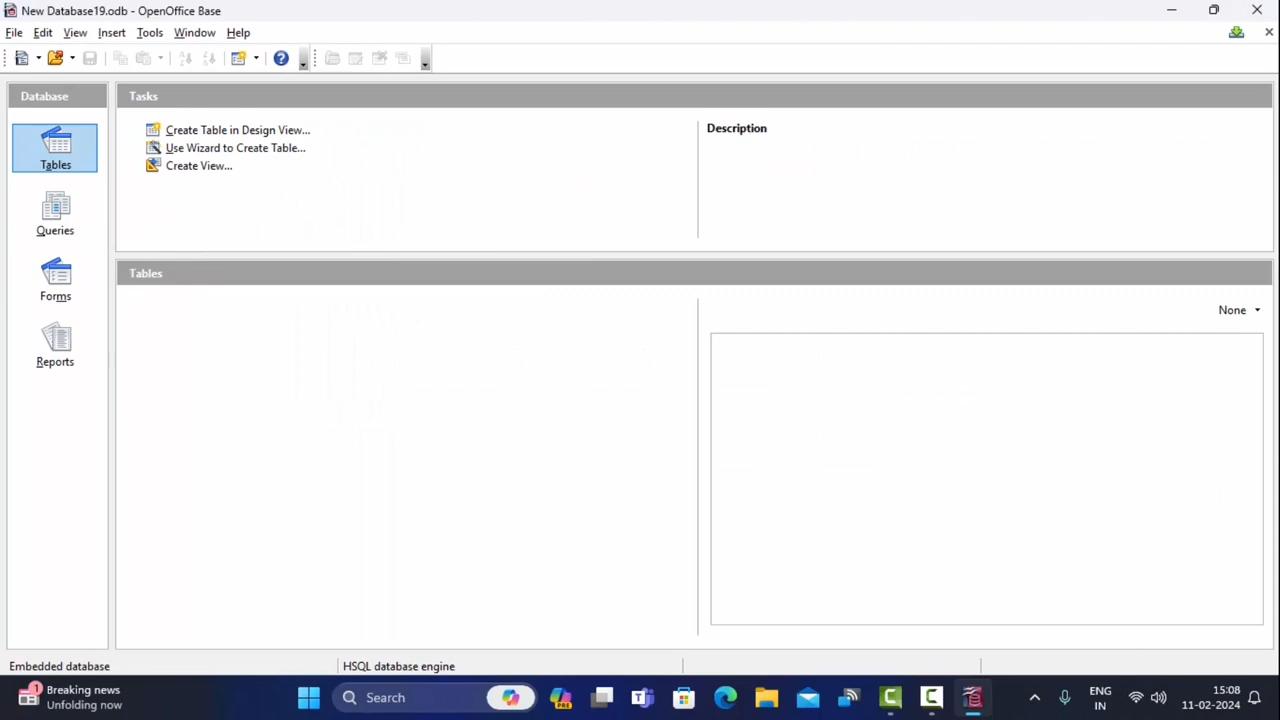 New Database19.odb - OpenOffice Base
File Edit View Insert Tools Window Help
Database
Tables
Queries
Forms
Reports
Tasks
Create Table in Design View...
Use Wizard to Create Table...
Create View...
Description
Tables
None
Embedded database
HSQL database engine
1
Breaking news
Unfolding now
Search
PRE
ENG
IN
15:08
11-02-2024